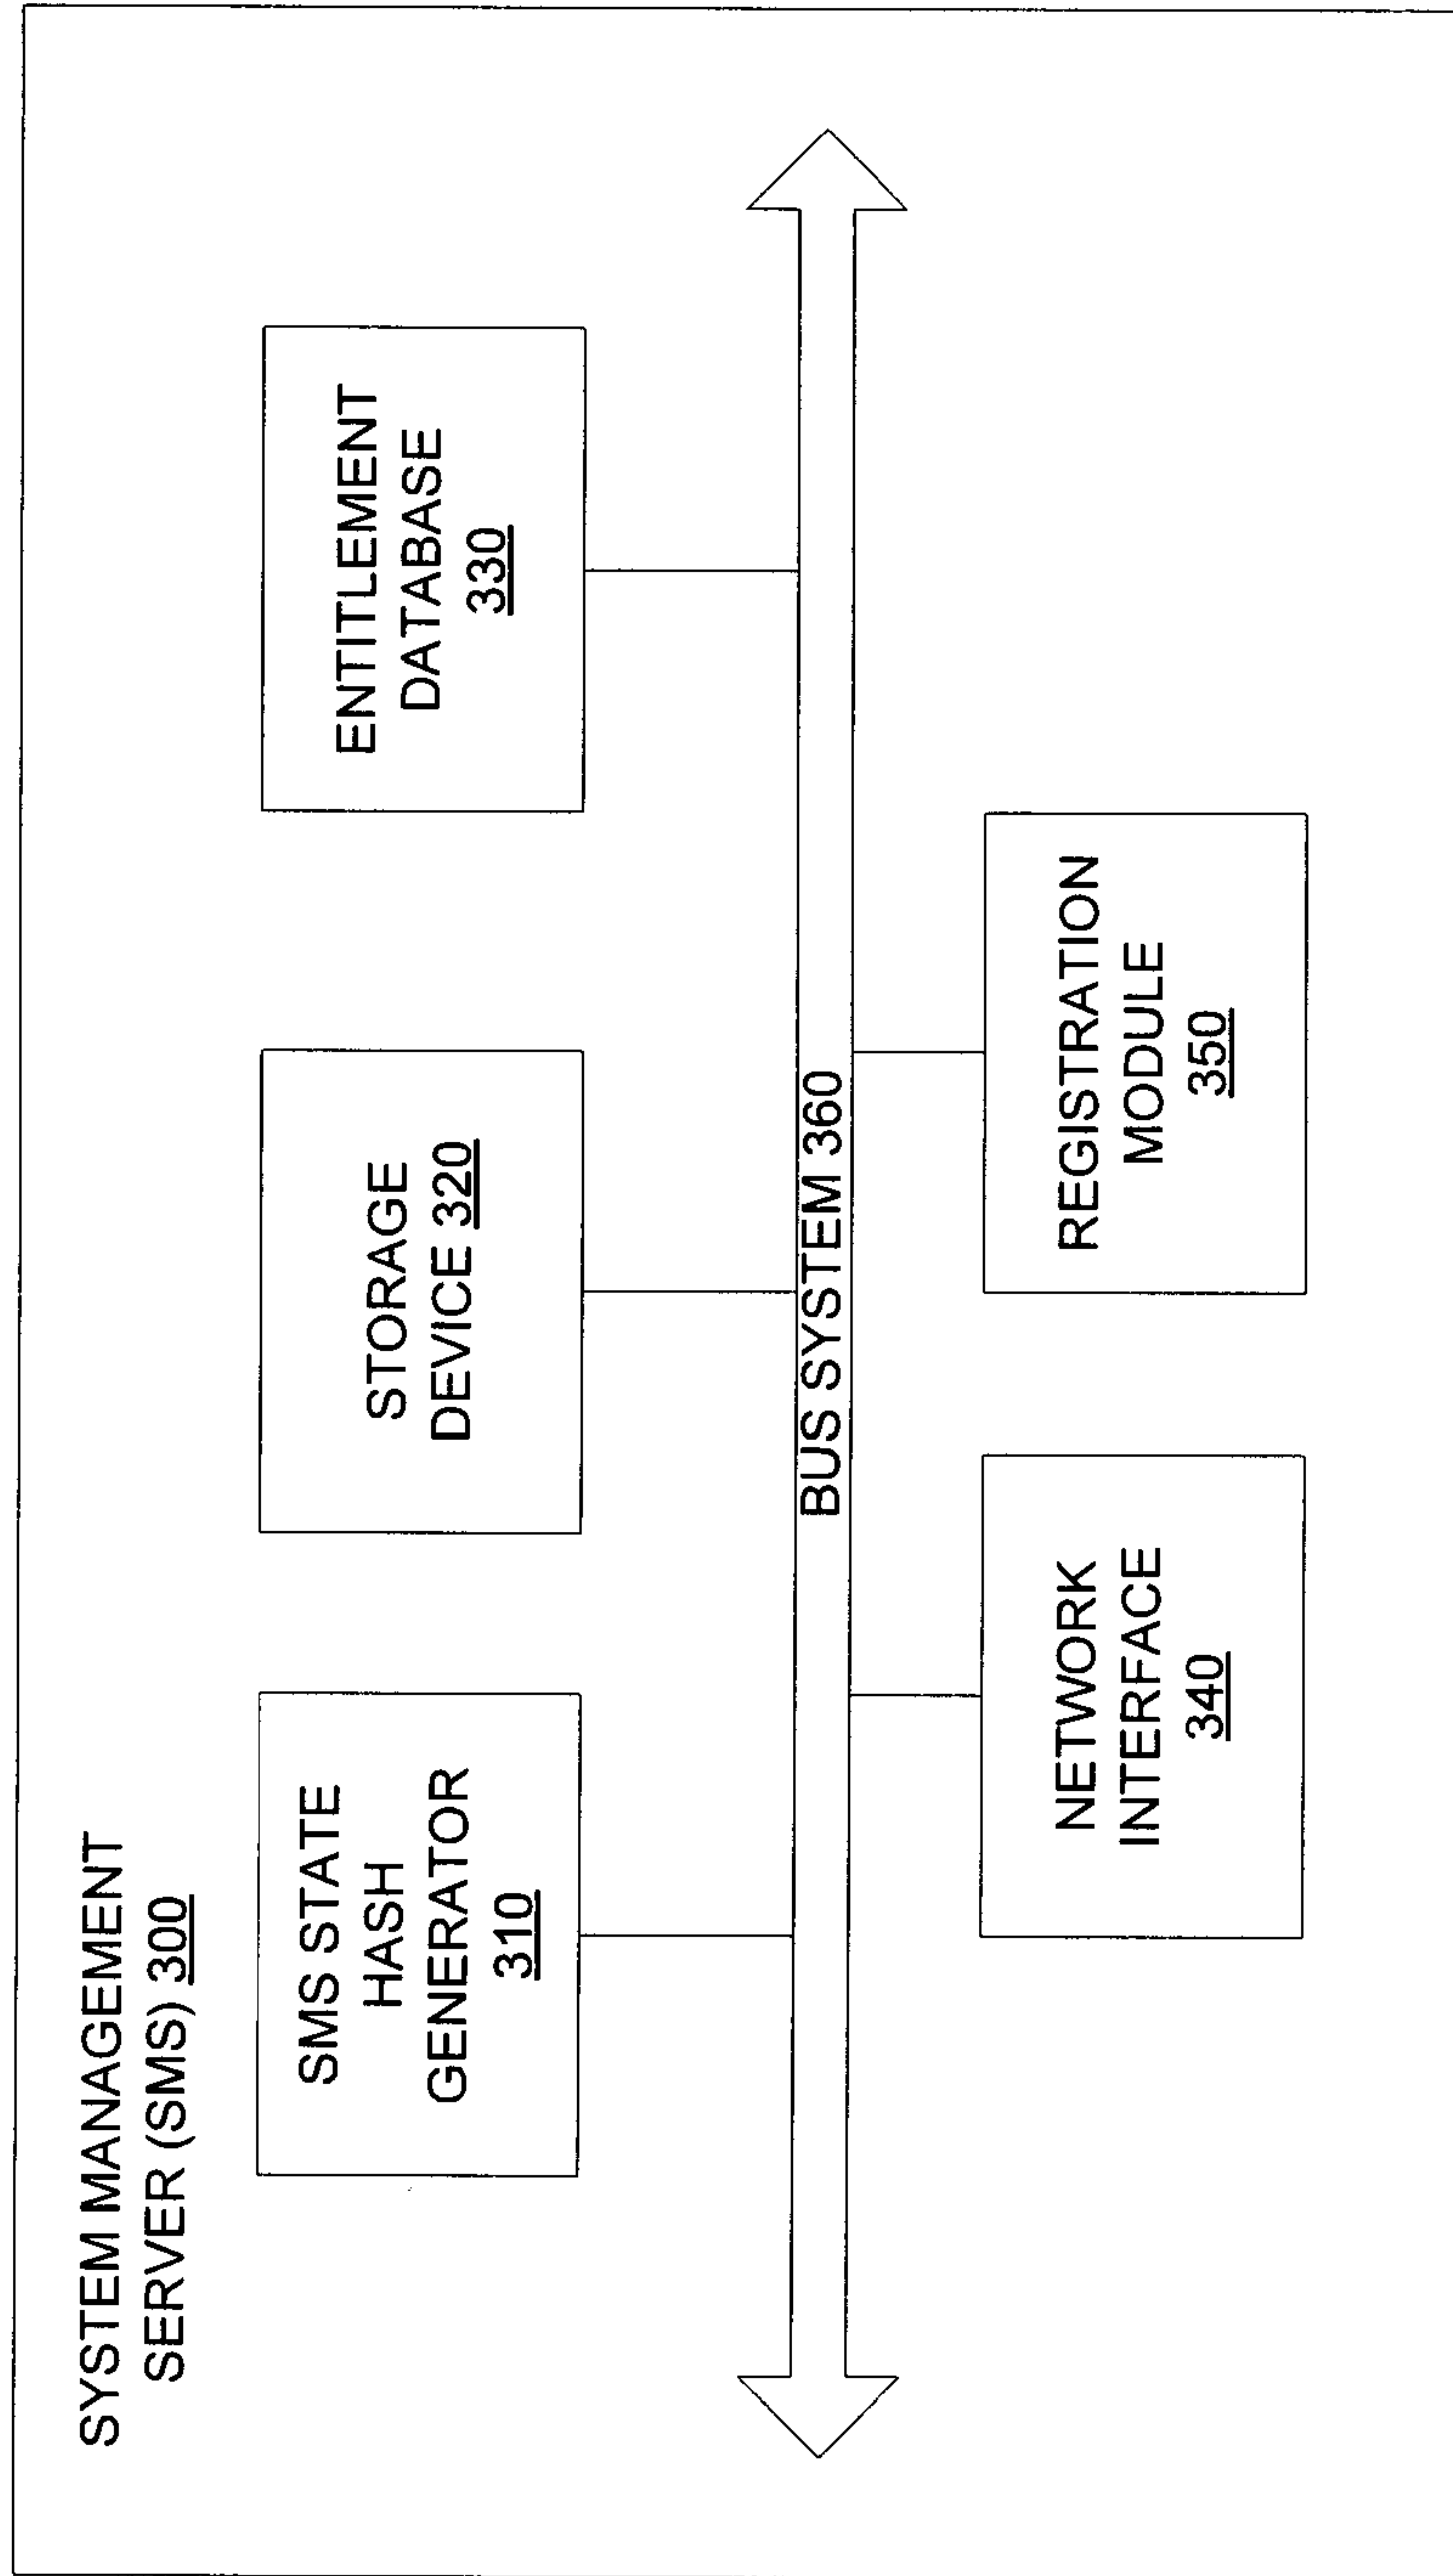 SYSTEM MANAGEMENT
SERVER (SMS) 300
SMS STATE
HASH
GENERATOR
310
STORAGE
DEVICE 320
ENTITLEMENT
DATABASE
330
BUS SYSTEM 360
NETWORK
INTERFACE
340
REGISTRATION
MODULE
350